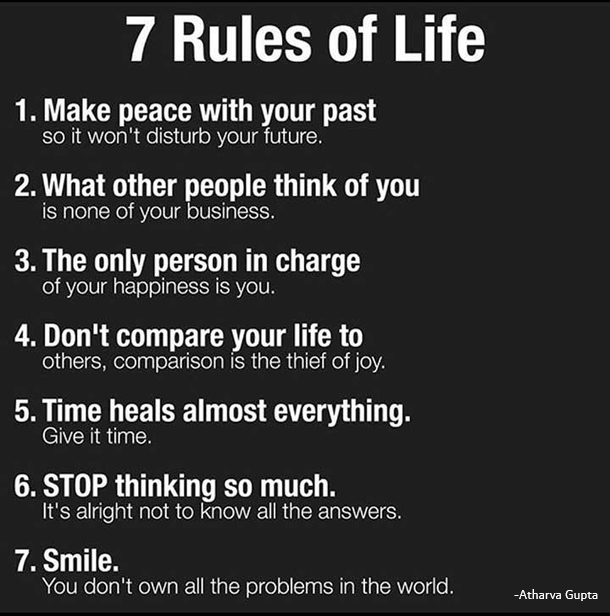 7 Rules of Life
1. Make peace with your past
so it won't disturb your future.
2. What other people think of you
is none of your business.
3. The only person in charge
of your happiness is you.
4. Don't compare your life to
others, comparison is the thief of joy.
5. Time heals almost everything.
Give it time.
6. STOP thinking so much.
It's alright not to know all the answers.
7. Smile.
You don't own all the problems in the world.
-Atharva Gupta